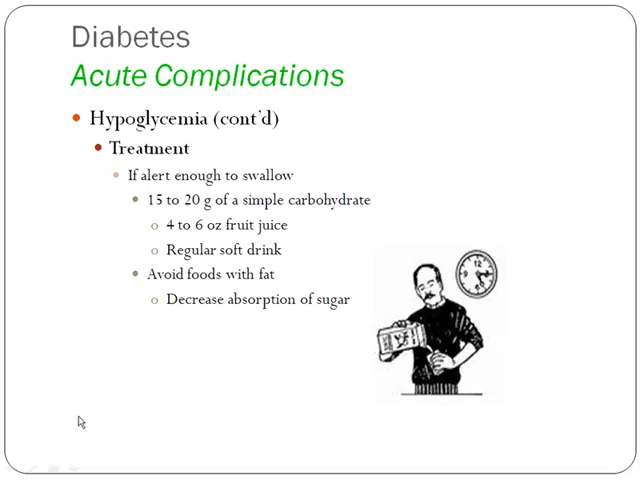 Diabetes
Acute Complications
Hypoglycemia (cont'd)
Treatment
If alert enough to swallow
15 to 20 g of a simple carbohydrate
4 to 6 oz fruit juice
Regular soft drink
Avoid foods with fat
Decrease absorption of sugar